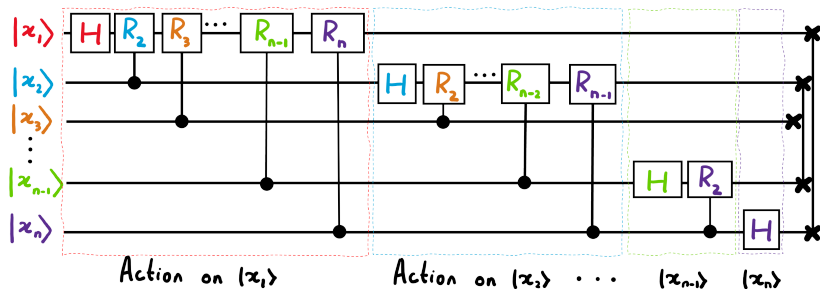 |x₁⟩ H R₂ R₃ ... Rₙ₋₁ Rₙ
|x₂⟩ H R₂ ... Rₙ₋₂ Rₙ₋₁
|x₃⟩
⋮
|xₙ₋₁⟩ H R₂
|xₙ⟩ H
Action on |x₁⟩ Action on |x₂⟩ .... |xₙ₋₁⟩ |xₙ⟩